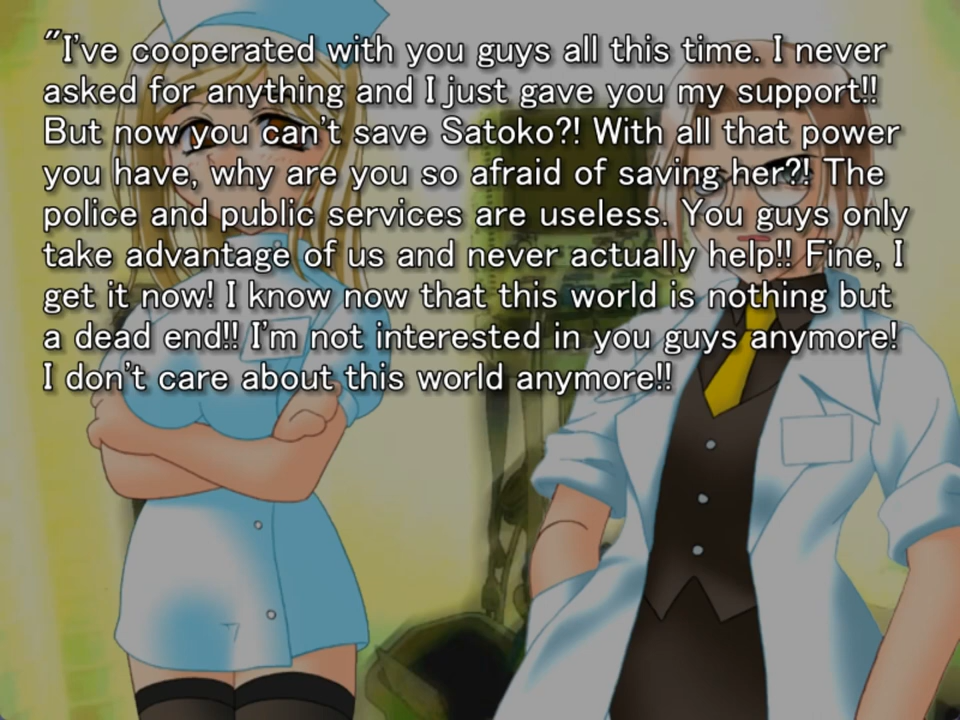 "I've cooperated with you guys all this time. I never
asked for anything and I just gave you my support!!
But now you can't save Satoko?! With all that power
you have, why are you so afraid of saving her?! The
police and public services are useless. You guys only
take advantage of us and never actually help!! Fine, I
get it now! I know now that this world is nothing but
a dead end!! I'm not interested in you guys anymore!
I don't care about this world anymore!!